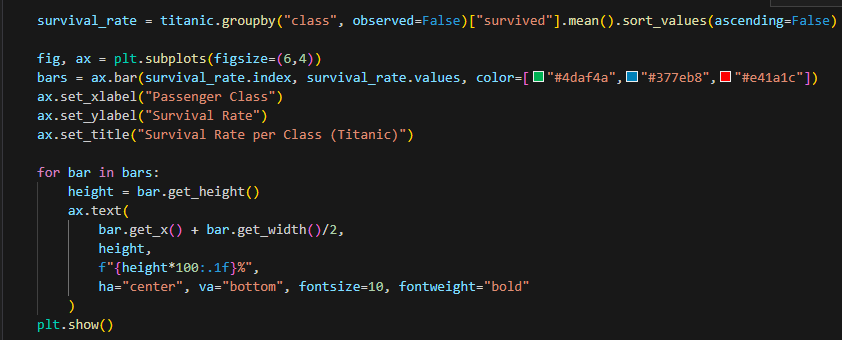 survival_rate = titanic.groupby("class", observed=False)["survived"].mean().sort_values(ascending=False)

fig, ax = plt.subplots(figsize=(6,4))
bars = ax.bar(survival_rate.index, survival_rate.values, color=["#4daf4a","#377eb8","#e41a1c"])
ax.set_xlabel("Passenger Class")
ax.set_ylabel("Survival Rate")
ax.set_title("Survival Rate per Class (Titanic)")

for bar in bars:
    height = bar.get_height()
    ax.text(
        bar.get_x() + bar.get_width()/2,
        height,
        f"{height*100:.1f}%",
        ha="center", va="bottom", fontsize=10, fontweight="bold"
    )
plt.show()